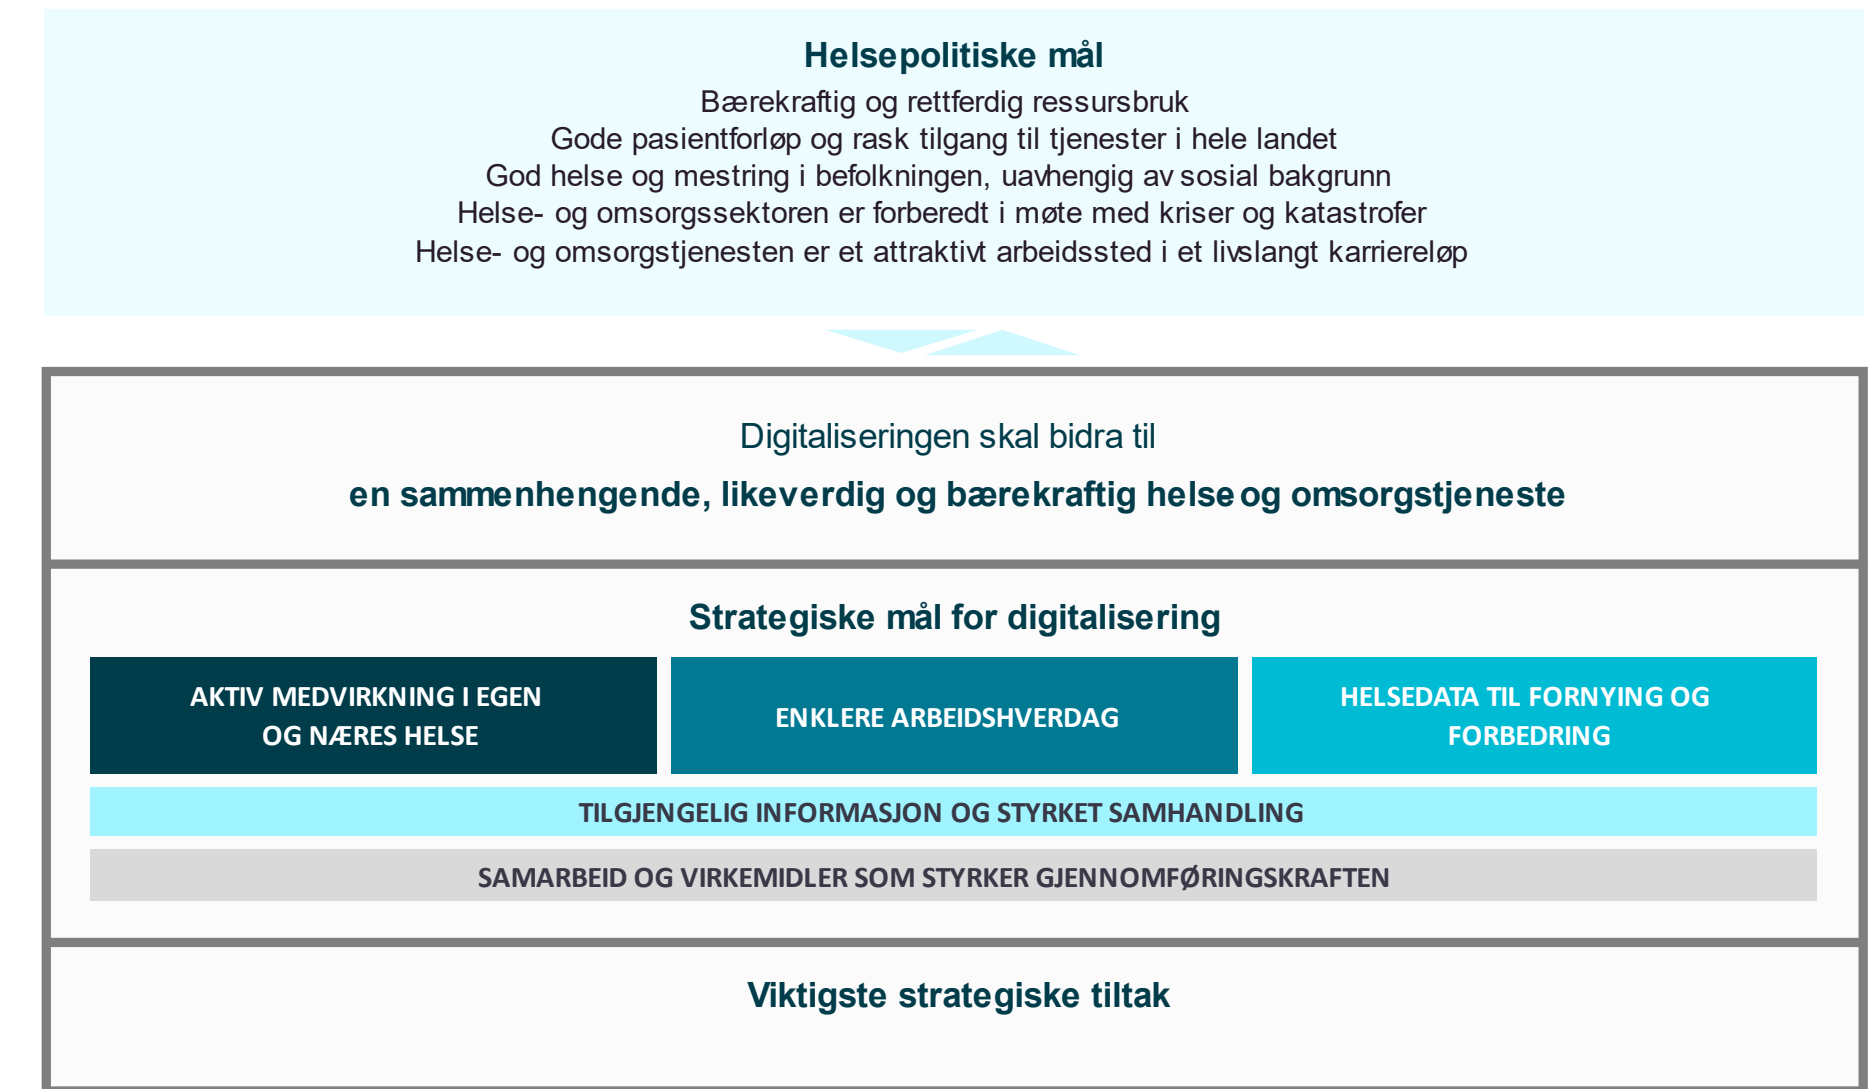 Helsepolitiske mål
Bærekraftig og rettferdig ressursbruk
Gode pasientforløp og rask tilgang til tjenester i hele landet
God helse og mestring i befolkningen, uavhengig av sosial bakgrunn
Helse- og omsorgssektoren er forberedt i møte med kriser og katastrofer
Helse- og omsorgstjenesten er et attraktivt arbeidssted i et livslangt karriereløp
Digitaliseringen skal bidra til
en sammenhengende, likeverdig og bærekraftig helse og omsorgstjeneste
Strategiske mål for digitalisering
AKTIV MEDVIRKNING I EGEN
OG NÆRES HELSE
ENKLERE ARBEIDSHVERDAG
HELSEDATA TIL FORNYING OG
FORBEDRING
TILGJENGELIG INFORMASJON OG STYRKET SAMHANDLING
SAMARBEID OG VIRKEMIDLER SOM STYRKER GJENNOMFØRINGSKRAFTEN
Viktigste strategiske tiltak